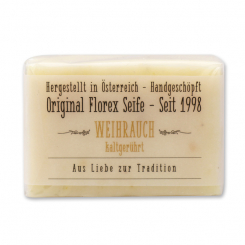 Hergestellt in Österreich - Handgeschöpft
Original Florex Seife - Seit 1998
WEIHRAUCH
kaltgerührt
Aus Liebe zur Tradition